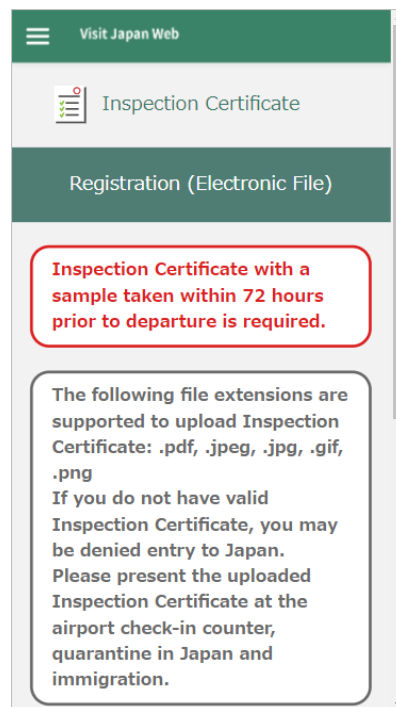 Visit Japan Web
Inspection Certificate
Registration (Electronic File)
Inspection Certificate with a
sample taken within 72 hours
prior to departure is required.
The following file extensions are
supported to upload Inspection
Certificate: .pdf, .jpeg, .jpg, .gif,
.png
If you do not have valid
Inspection Certificate, you may
be denied entry to Japan.
Please present the uploaded
Inspection Certificate at the
airport check-in counter,
quarantine in Japan and
immigration.